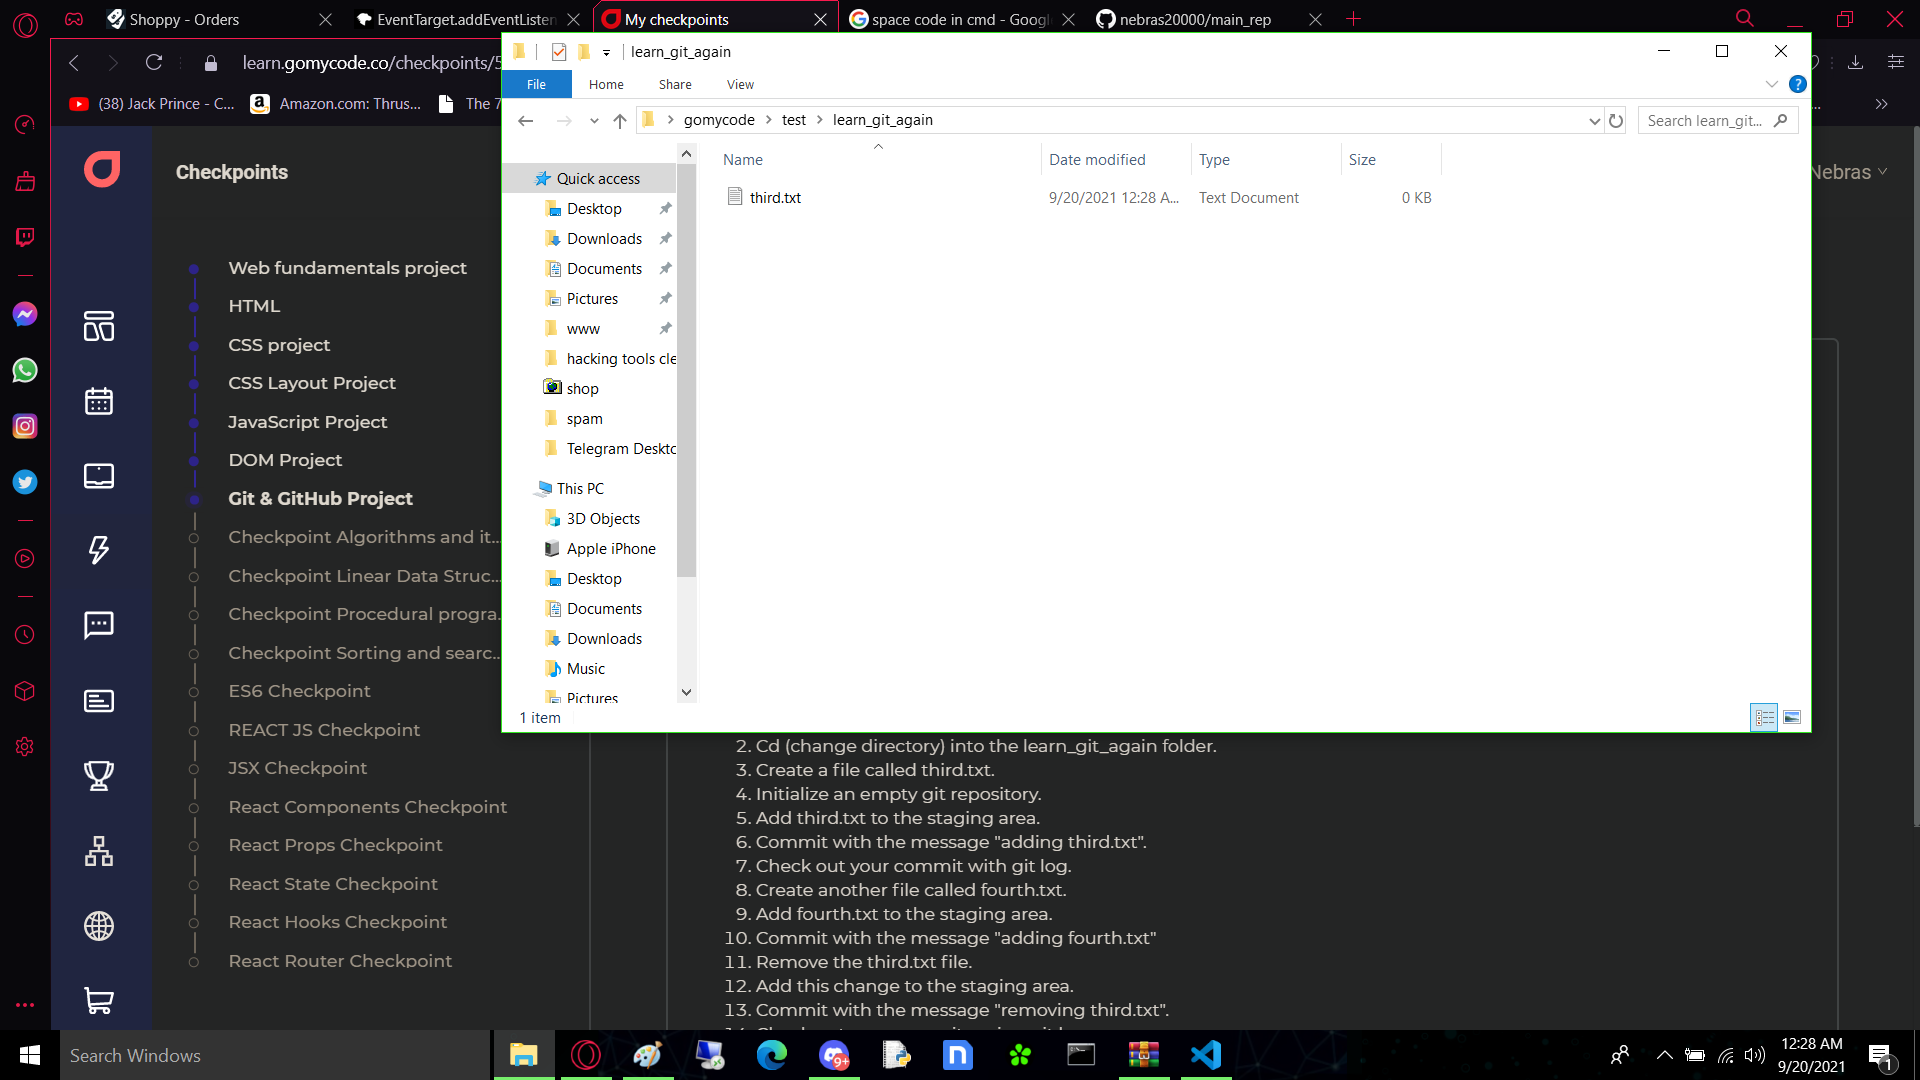 Shoppy - Orders
EventTarget.addEventListen
My checkpoints
space code in cmd - Googl
nebras20000/main_rep
learn.gomycode.co/checkpoints/5
(38) Jack Prince - C...
Amazon.com: Thrus...
The 7
learn_git_again
File
Home
Share
View
gomycode
test
learn_git_again
Search learn_git...
Name
Date modified
Type
Size
third.txt
9/20/2021 12:28 A...
Text Document
0 KB
Quick access
Desktop
Downloads
Documents
Pictures
www
hacking tools cle
shop
spam
Telegram Deskto
This PC
3D Objects
Apple iPhone
Desktop
Documents
Downloads
Music
Pictures
1 item
Checkpoints
Nebras
Web fundamentals project
HTML
CSS project
CSS Layout Project
JavaScript Project
DOM Project
Git & GitHub Project
Checkpoint Algorithms and it...
Checkpoint Linear Data Struc...
Checkpoint Procedural progra.
Checkpoint Sorting and searc...
ES6 Checkpoint
REACT JS Checkpoint
JSX Checkpoint
React Components Checkpoint
React Props Checkpoint
React State Checkpoint
React Hooks Checkpoint
React Router Checkpoint
2. Cd (change directory) into the learn_git_again folder.
3. Create a file called third.txt.
4. Initialize an empty git repository.
5. Add third.txt to the staging area.
6. Commit with the message "adding third.txt".
7. Check out your commit with git log.
8. Create another file called fourth.txt.
9. Add fourth.txt to the staging area.
10. Commit with the message "adding fourth.txt"
11. Remove the third.txt file.
12. Add this change to the staging area.
13. Commit with the message "removing third.txt".
Search Windows
9+
12:28 AM
9/20/2021
1